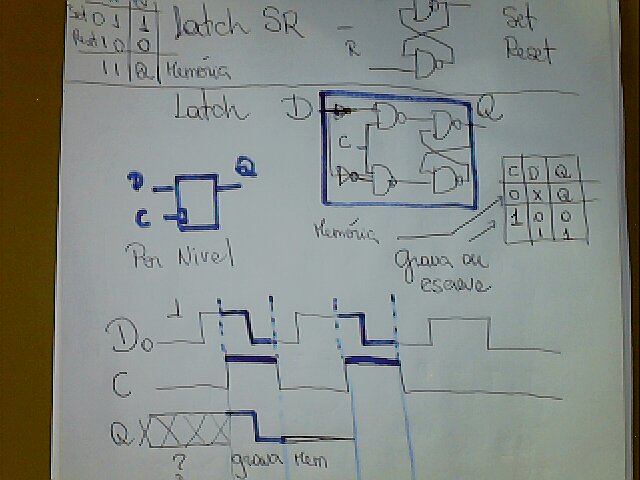 Set 0 1 1
Reset 1 0 0
1 1 Q Memória
Latch SR
R
Set
Reset
Latch D
Q
C
D Q
C
Por Nivel
C D Q
0 X Q
1 0 0
1 1
Memória
Grava ou
escreve
1
D 0
C
Q
? grava Mem